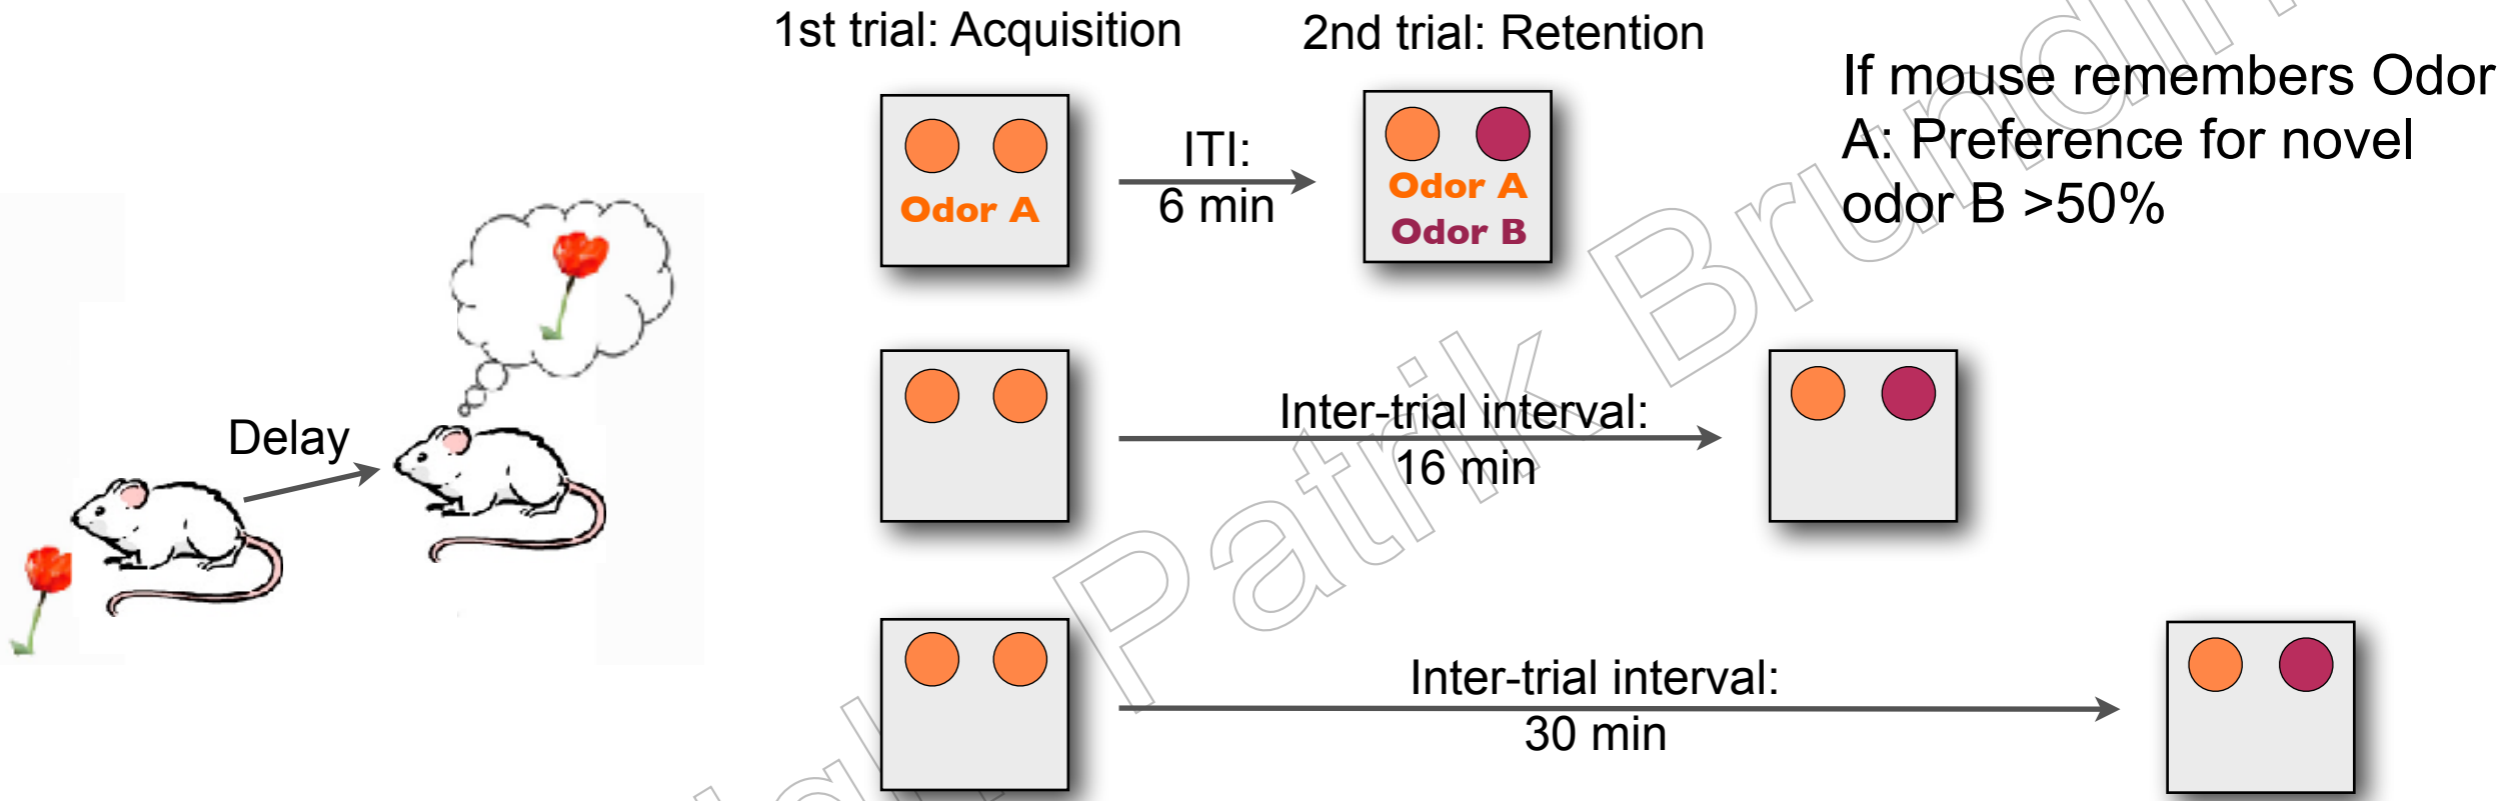 1st trial: Acquisition
2nd trial: Retention
If mouse remembers Odor
A: Preference for novel
odor B >50%
Odor A
ITI:
6 min
Odor A
Odor B
Delay
Inter-trial interval:
16 min
Inter-trial interval:
30 min
Patrik